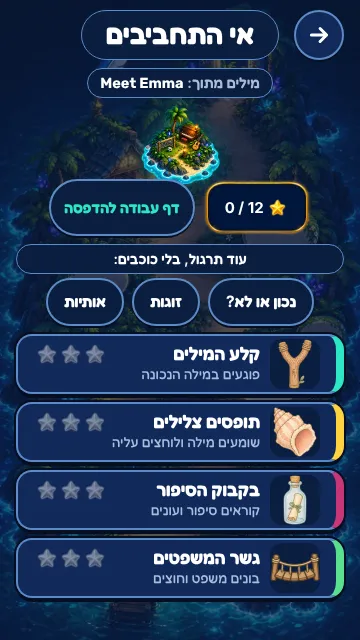 אי התחביבים
מילים מתוך: Meet Emma
0 / 12
דף עבודה להדפסה
עוד תרגול, בלי כוכבים:
נכון או לא?
זוגות
אותיות
קלע המילים
פוגעים במילה הנכונה
תופסים צלילים
שומעים מילה ולוחצים עליה
בקבוק הסיפור
קוראים סיפור ועונים
גשר המשפטים
בונים משפט וחוצים